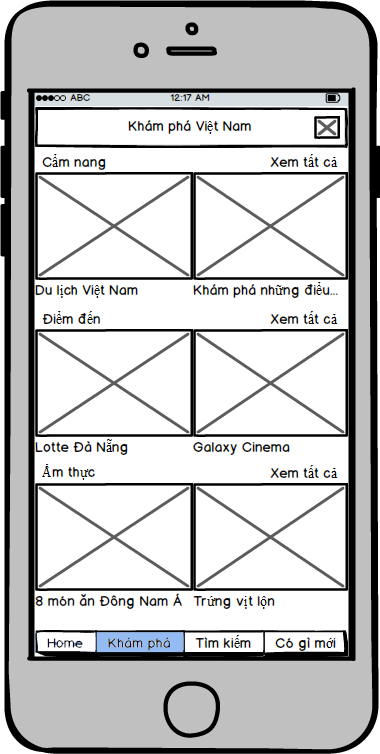 ABC 12:17 AM
Khám phá Việt Nam
Cẩm nang Xem tất cả
Du lịch Việt Nam Khám phá những điều...
Điểm đến Xem tất cả
Lotte Đà Nẵng Galaxy Cinema
Ẩm thực Xem tất cả
8 món ăn Đông Nam Á Trứng vịt lộn
Home Khám phá Tìm kiếm Có gì mới